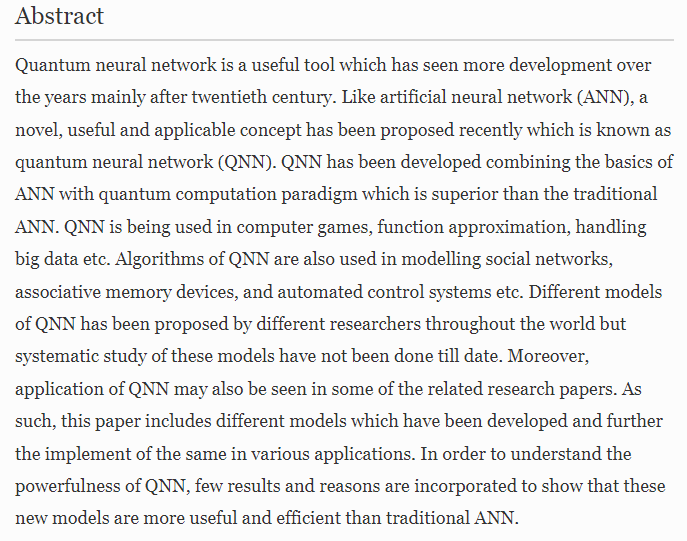 Abstract
Quantum neural network is a useful tool which has seen more development over
the years mainly after twentieth century. Like artificial neural network (ANN), a
novel, useful and applicable concept has been proposed recently which is known as
quantum neural network (QNN). QNN has been developed combining the basics of
ANN with quantum computation paradigm which is superior than the traditional
ANN. QNN is being used in computer games, function approximation, handling
big data etc. Algorithms of QNN are also used in modelling social networks,
associative memory devices, and automated control systems etc. Different models
of QNN has been proposed by different researchers throughout the world but
systematic study of these models have not been done till date. Moreover,
application of QNN may also be seen in some of the related research papers. As
such, this paper includes different models which have been developed and further
the implement of the same in various applications. In order to understand the
powerfulness of QNN, few results and reasons are incorporated to show that these
new models are more useful and efficient than traditional ANN.